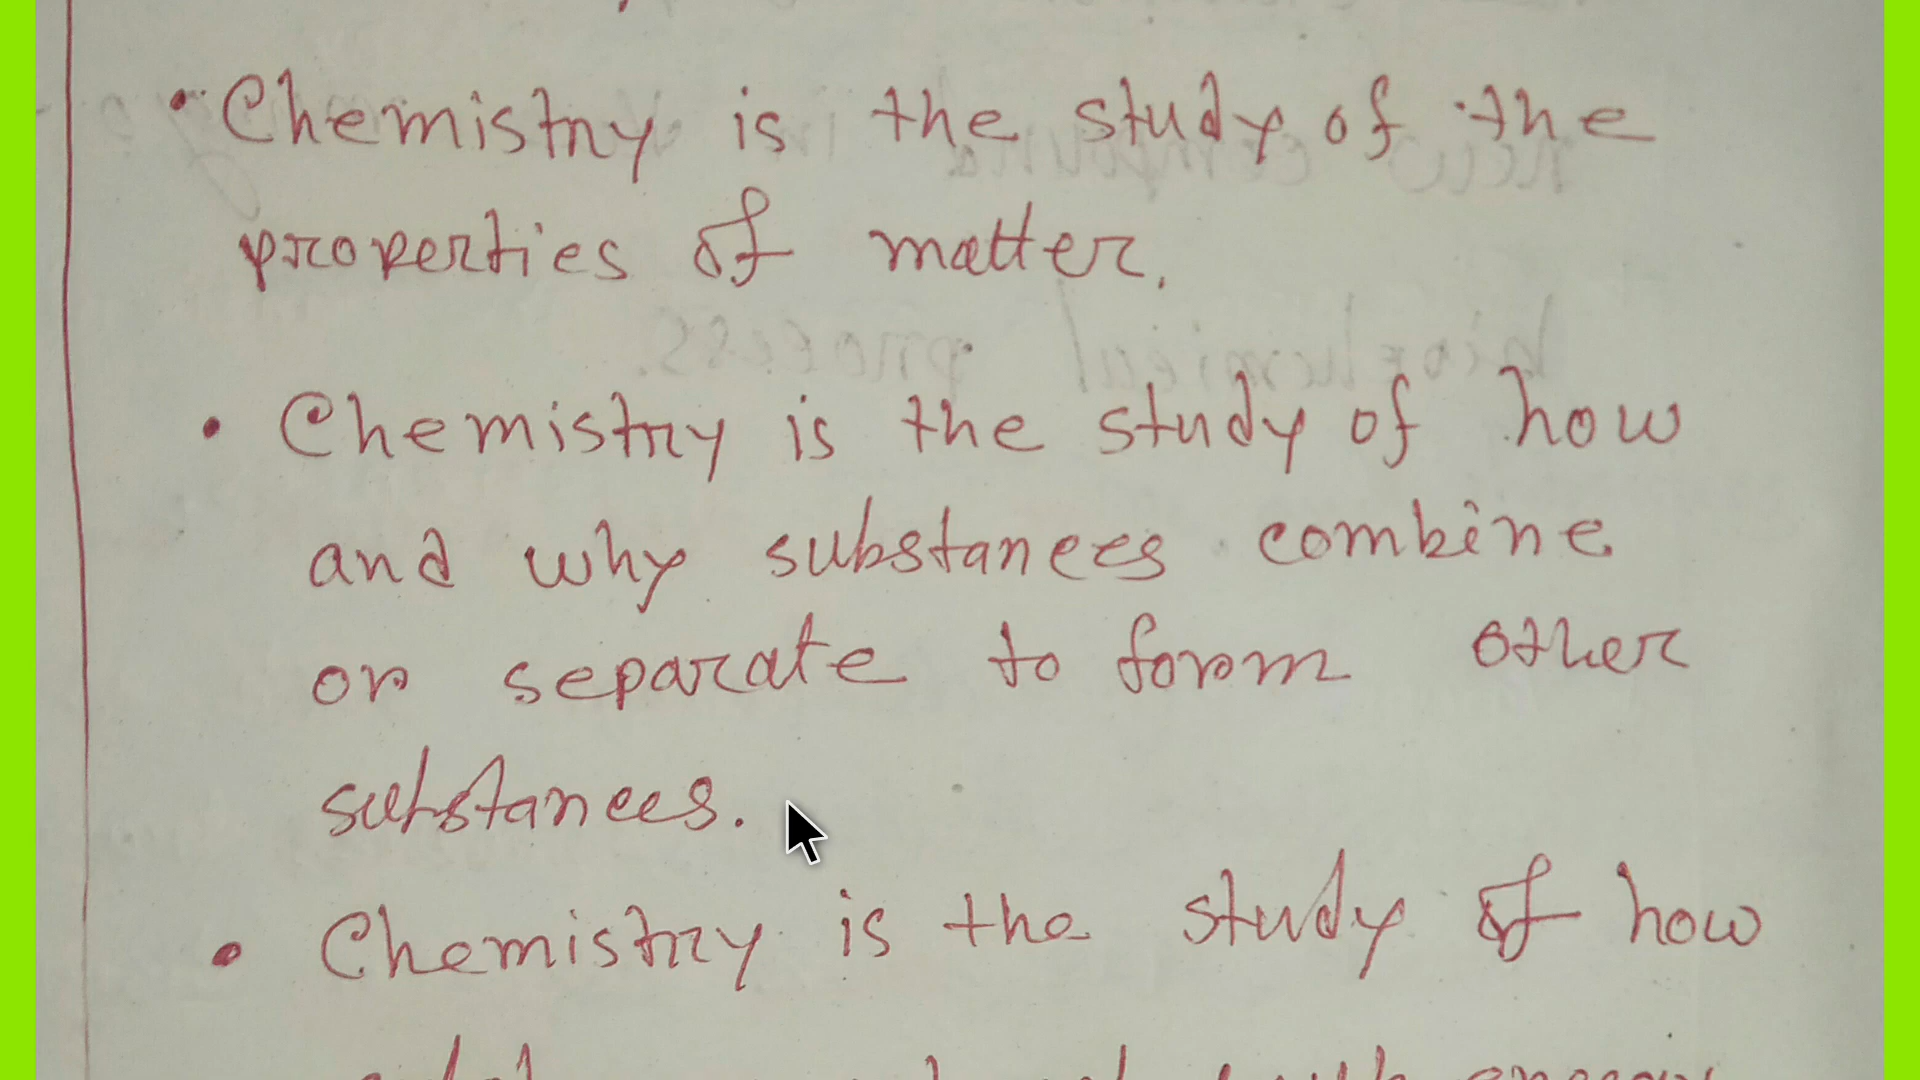 • Chemistry is the study of the
properties of matter.
• Chemistry is the study of how
and why substances combine
or separate to form other
substances.
• Chemistry is the study of how